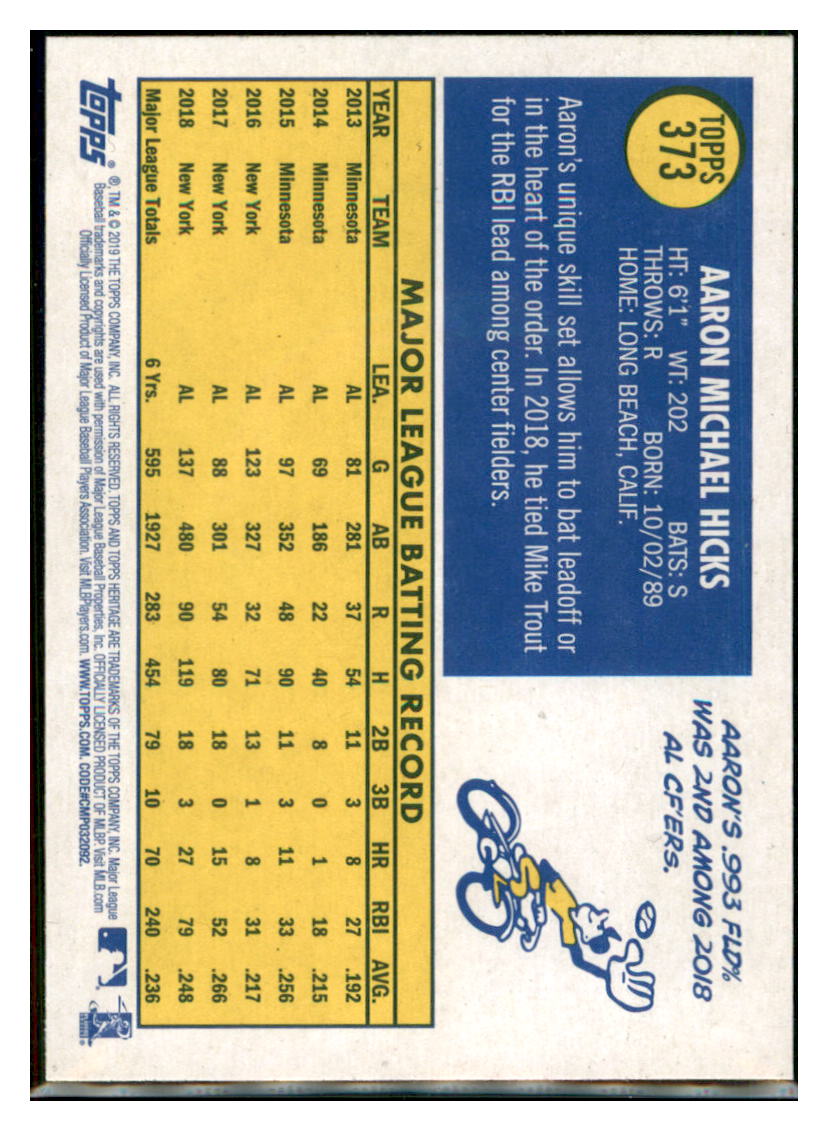 TOPPS
373
AARON MICHAEL HICKS
HT: 6'1" WT: 202 BATS: S
THROWS: R BORN: 10/02/89
HOME: LONG BEACH, CALIF.
Aaron's unique skill set allows him to bat leadoff or
in the heart of the order. In 2018, he tied Mike Trout
for the RBI lead among center fielders.
AARON'S .993 FLD%
WAS 2ND AMONG 2018
AL CF'ERS.
MAJOR LEAGUE BATTING RECORD
YEAR TEAM LEA. G AB R H 2B 3B HR RBI AVG.
2013 Minnesota AL 81 281 37 54 11 3 8 27 .192
2014 Minnesota AL 69 186 22 40 8 0 1 18 .215
2015 Minnesota AL 97 352 48 90 11 3 11 33 .256
2016 New York AL 123 327 32 71 13 1 8 31 .217
2017 New York AL 88 301 54 80 18 0 15 52 .266
2018 New York AL 137 480 90 119 18 3 27 79 .248
Major League Totals 6 Yrs. 595 1927 283 454 79 10 70 240 .236
topps ®
®, TM & © 2019 THE TOPPS COMPANY, INC. ALL RIGHTS RESERVED. TOPPS AND TOPPS HERITAGE ARE TRADEMARKS OF THE TOPPS COMPANY, INC. Major League
Baseball trademarks and copyrights are used with permission of Major League Baseball Properties, Inc. OFFICIALLY LICENSED PRODUCT OF MLBP. Visit MLB.com
Officially Licensed Product of Major League Baseball Players Association. Visit MLBPlayers.com. WWW.TOPPS.COM. CODE#CMP032092.